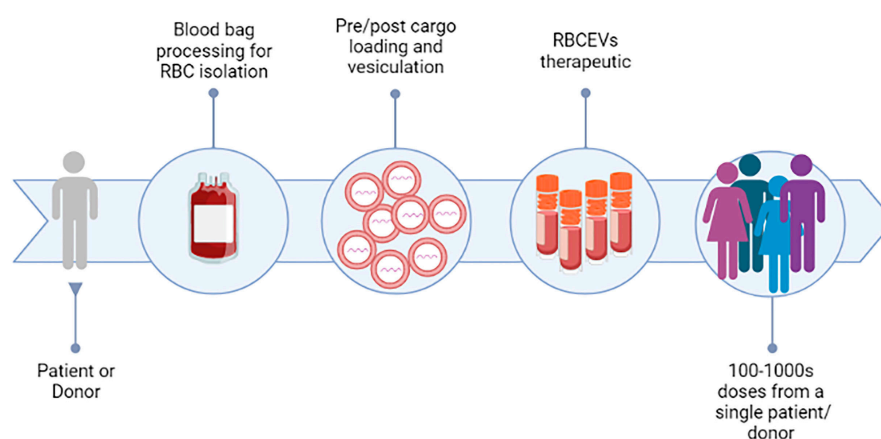 Blood bag
processing for
RBC isolation
Pre/post cargo
loading and
vesiculation
RBCEVs
therapeutic
Patient or
Donor
100-1000s
doses from a
single patient/
donor